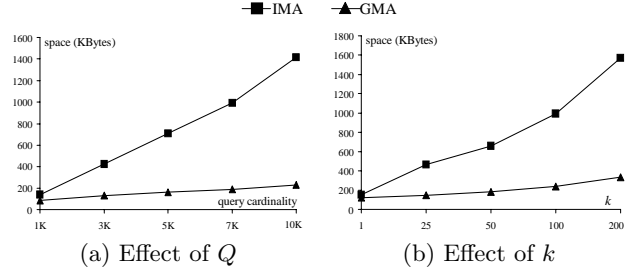 IMA GMA
space (KBytes)
1600
1400
1200
1000
800
600
400
200
0
query cardinality
1K 3K 5K 7K 10K
(a) Effect of Q
space (KBytes)
1800
1600
1400
1200
1000
800
600
400
200
0
k
1 25 50 100 200
(b) Effect of k